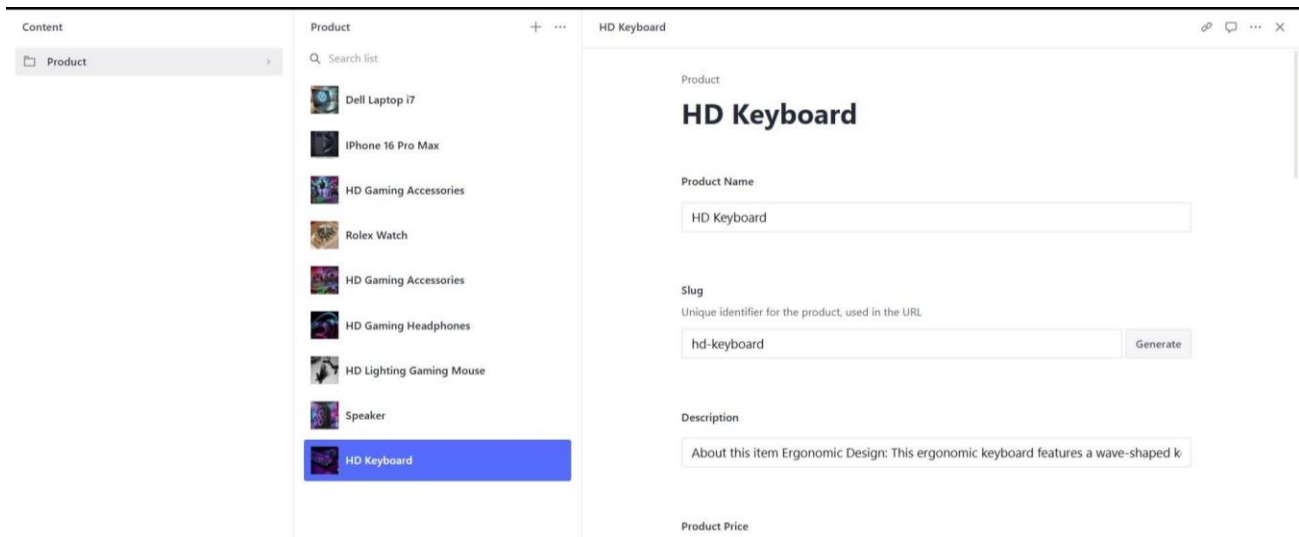 Content
Product
Product
Search list
Dell Laptop i7
IPhone 16 Pro Max
HD Gaming Accessories
Rolex Watch
HD Gaming Accessories
HD Gaming Headphones
HD Lighting Gaming Mouse
Speaker
HD Keyboard
HD Keyboard
Product
HD Keyboard
Product Name
HD Keyboard
Slug
Unique identifier for the product, used in the URL
hd-keyboard
Generate
Description
About this item Ergonomic Design: This ergonomic keyboard features a wave-shaped k
Product Price